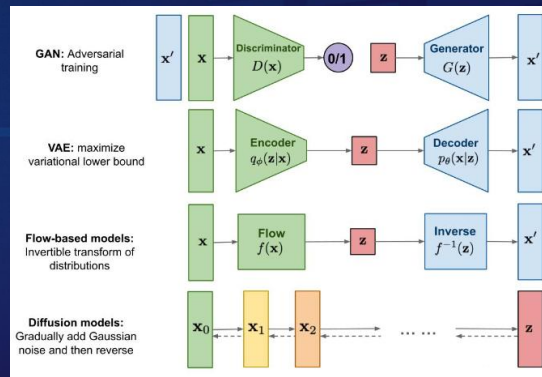 GAN: Adversarial
training
x′
x
Discriminator
D(x)
0/1
z
Generator
G(z)
x′
VAE: maximize
variational lower bound
x
Encoder
qϕ(z|x)
z
Decoder
pθ(x|z)
x′
Flow-based models:
Invertible transform of
distributions
x
Flow
f(x)
z
Inverse
f⁻¹(z)
x′
Diffusion models:
Gradually add Gaussian
noise and then reverse
x₀
x₁
x₂
... ...
z